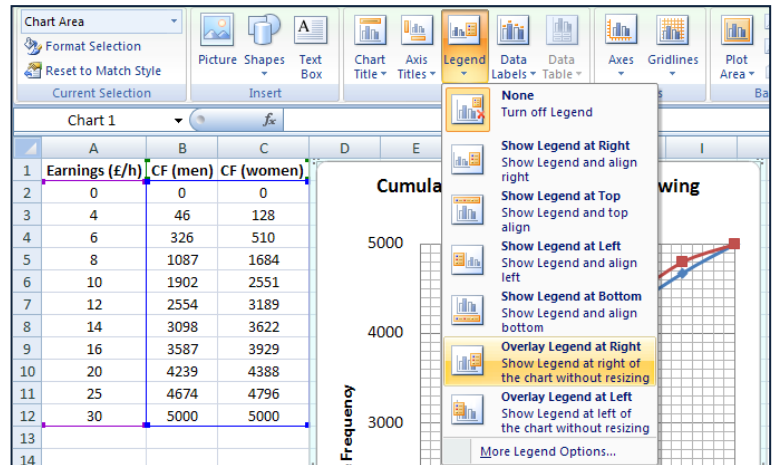 Chart Area
Format Selection
Reset to Match Style
Current Selection
Picture Shapes Text Box
Insert
Chart Title Axis Titles Legend Data Labels Data Table
Axes Gridlines
Plot Area
Chart 1
fx
None
Turn off Legend
Show Legend at Right
Show Legend and align
right
Show Legend at Top
Show Legend and top
align
Show Legend at Left
Show Legend and align
left
Show Legend at Bottom
Show Legend and align
bottom
Overlay Legend at Right
Show Legend at right of
the chart without resizing
Overlay Legend at Left
Show Legend at left of
the chart without resizing
More Legend Options...
A B C D E I
1 Earnings (£/h) CF (men) CF (women)
2 0 0 0
3 4 46 128
4 6 326 510
5 8 1087 1684
6 10 1902 2551
7 12 2554 3189
8 14 3098 3622
9 16 3587 3929
10 20 4239 4388
11 25 4674 4796
12 30 5000 5000
13
14
5000
4000
3000
Frequency